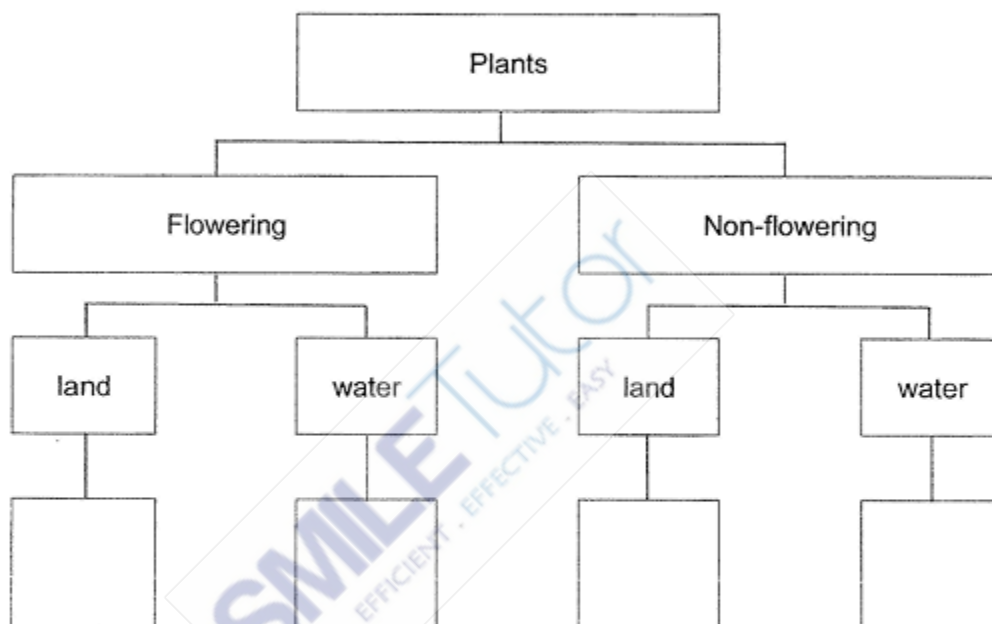 Plants
Flowering
Non-flowering
land
water
land
water
SMILE Tutor
EFFICIENT . EFFECTIVE . EASY